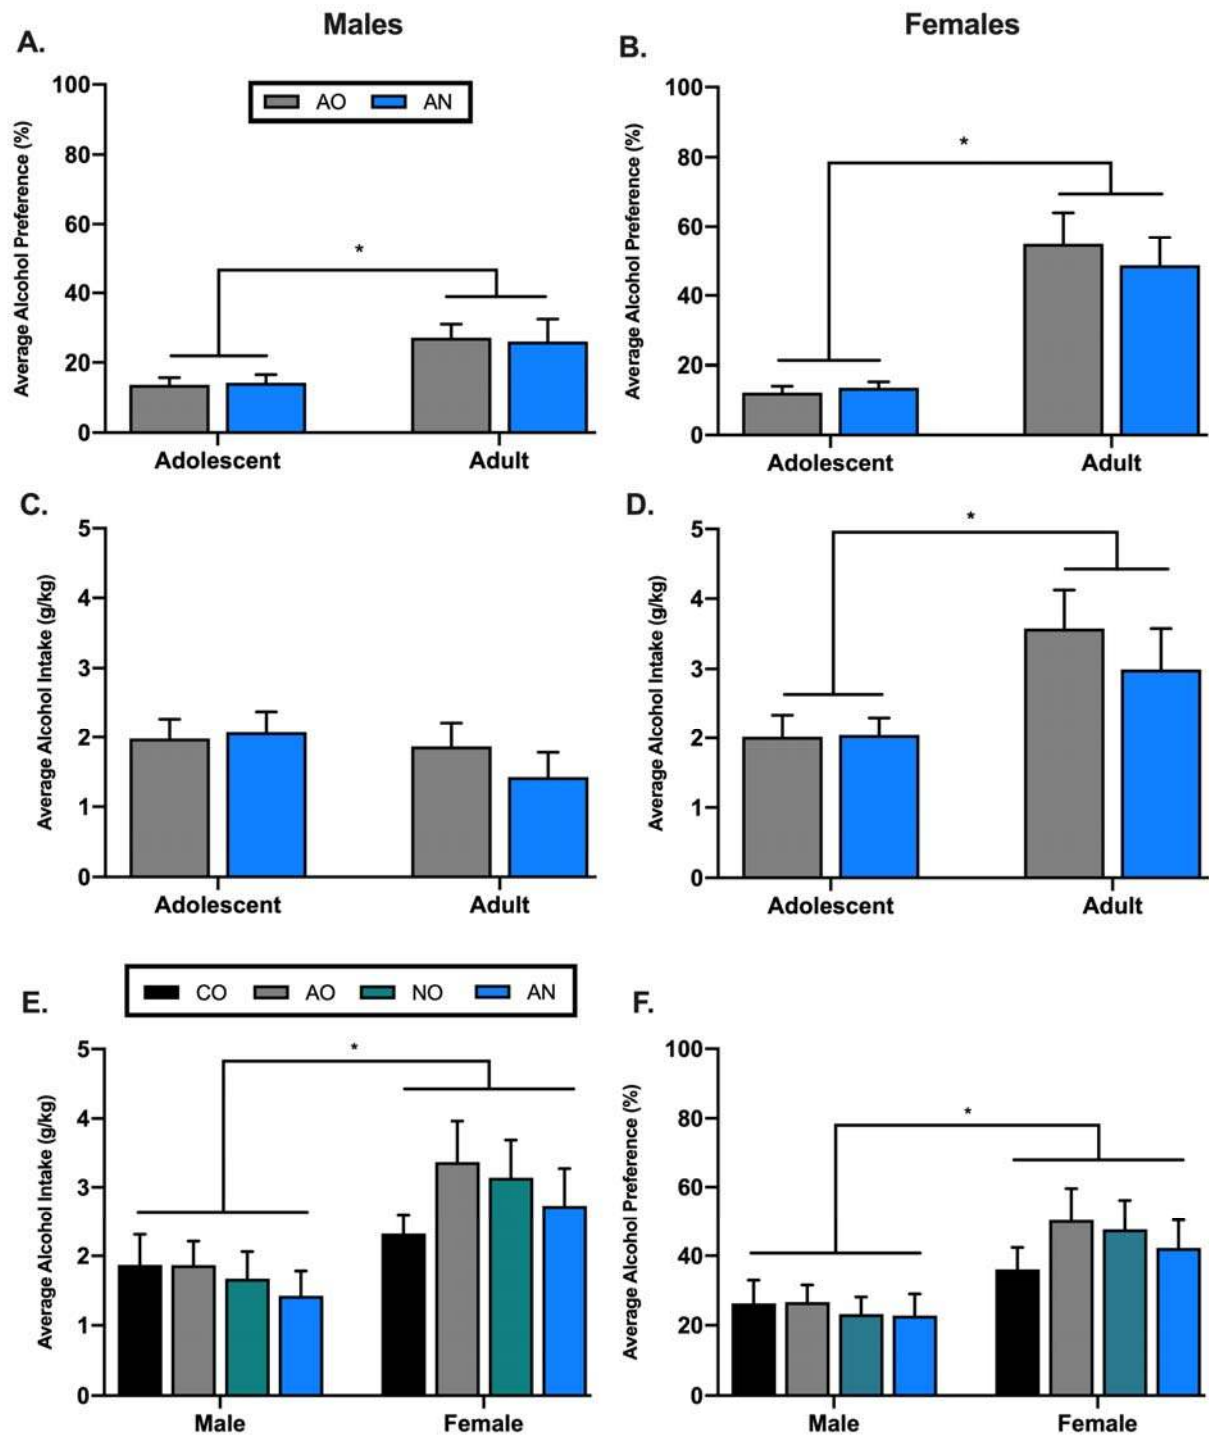 Males
Females
A.
Average Alcohol Preference (%)
100
80
60
40
20
0
AO AN
*
Adolescent Adult
B.
Average Alcohol Preference (%)
100
80
60
40
20
0
*
Adolescent Adult
C.
Average Alcohol Intake (g/kg)
5
4
3
2
1
0
Adolescent Adult
D.
Average Alcohol Intake (g/kg)
5
4
3
2
1
0
*
Adolescent Adult
CO AO NO AN
E.
Average Alcohol Intake (g/kg)
5
4
3
2
1
0
*
Male Female
F.
Average Alcohol Preference (%)
100
80
60
40
20
0
*
Male Female